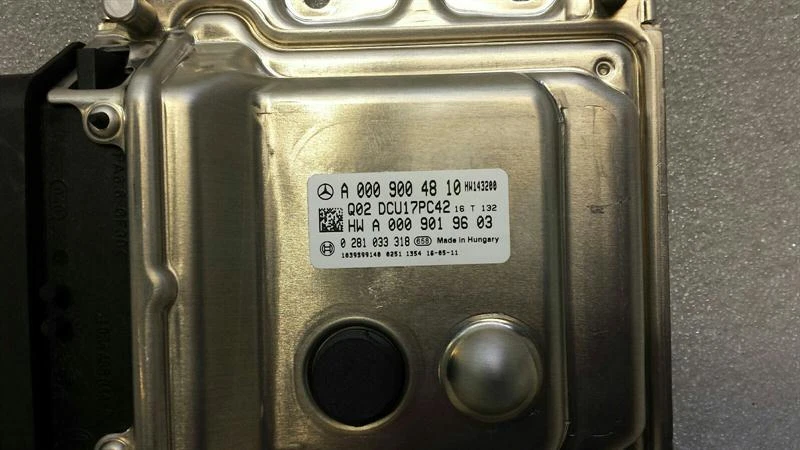 A 000 900 48 10 HW143200
Q02 DCU17PC42 16 T 132
HW A 000 901 96 03
0 281 033 318 658 Made in Hungary
1039S99140 0251 1354 16-05-11